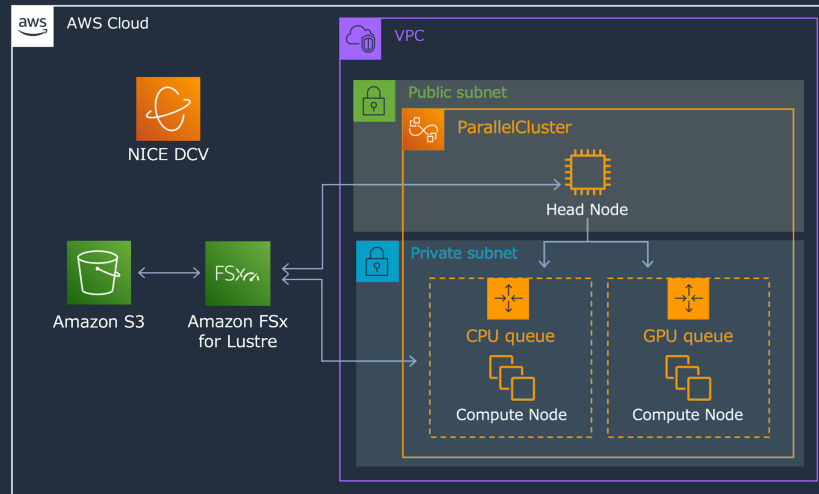 aws
AWS Cloud
VPC
NICE DCV
Public subnet
ParallelCluster
Head Node
Private subnet
Amazon S3
FSx
Amazon FSx
for Lustre
CPU queue
Compute Node
GPU queue
Compute Node